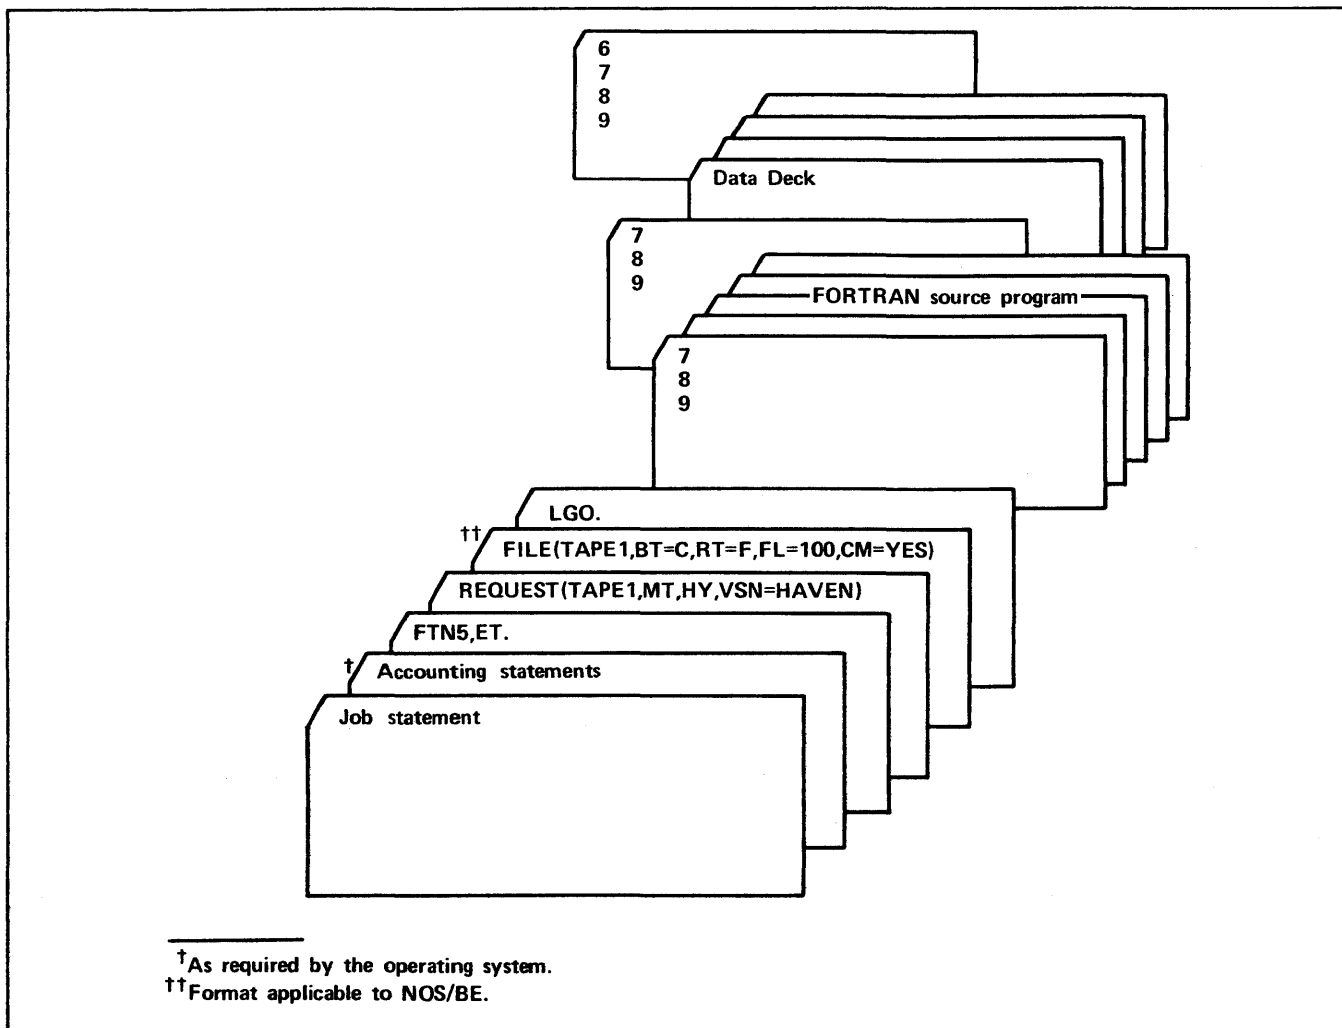 6
7
8
9
Data Deck
7
8
9
FORTRAN source program
7
8
9
LGO.
†† FILE(TAPE1,BT=C,RT=F,FL=100,CM=YES)
REQUEST(TAPE1,MT,HY,VSN=HAVEN)
FTN5,ET.
† Accounting statements
Job statement
†As required by the operating system.
††Format applicable to NOS/BE.